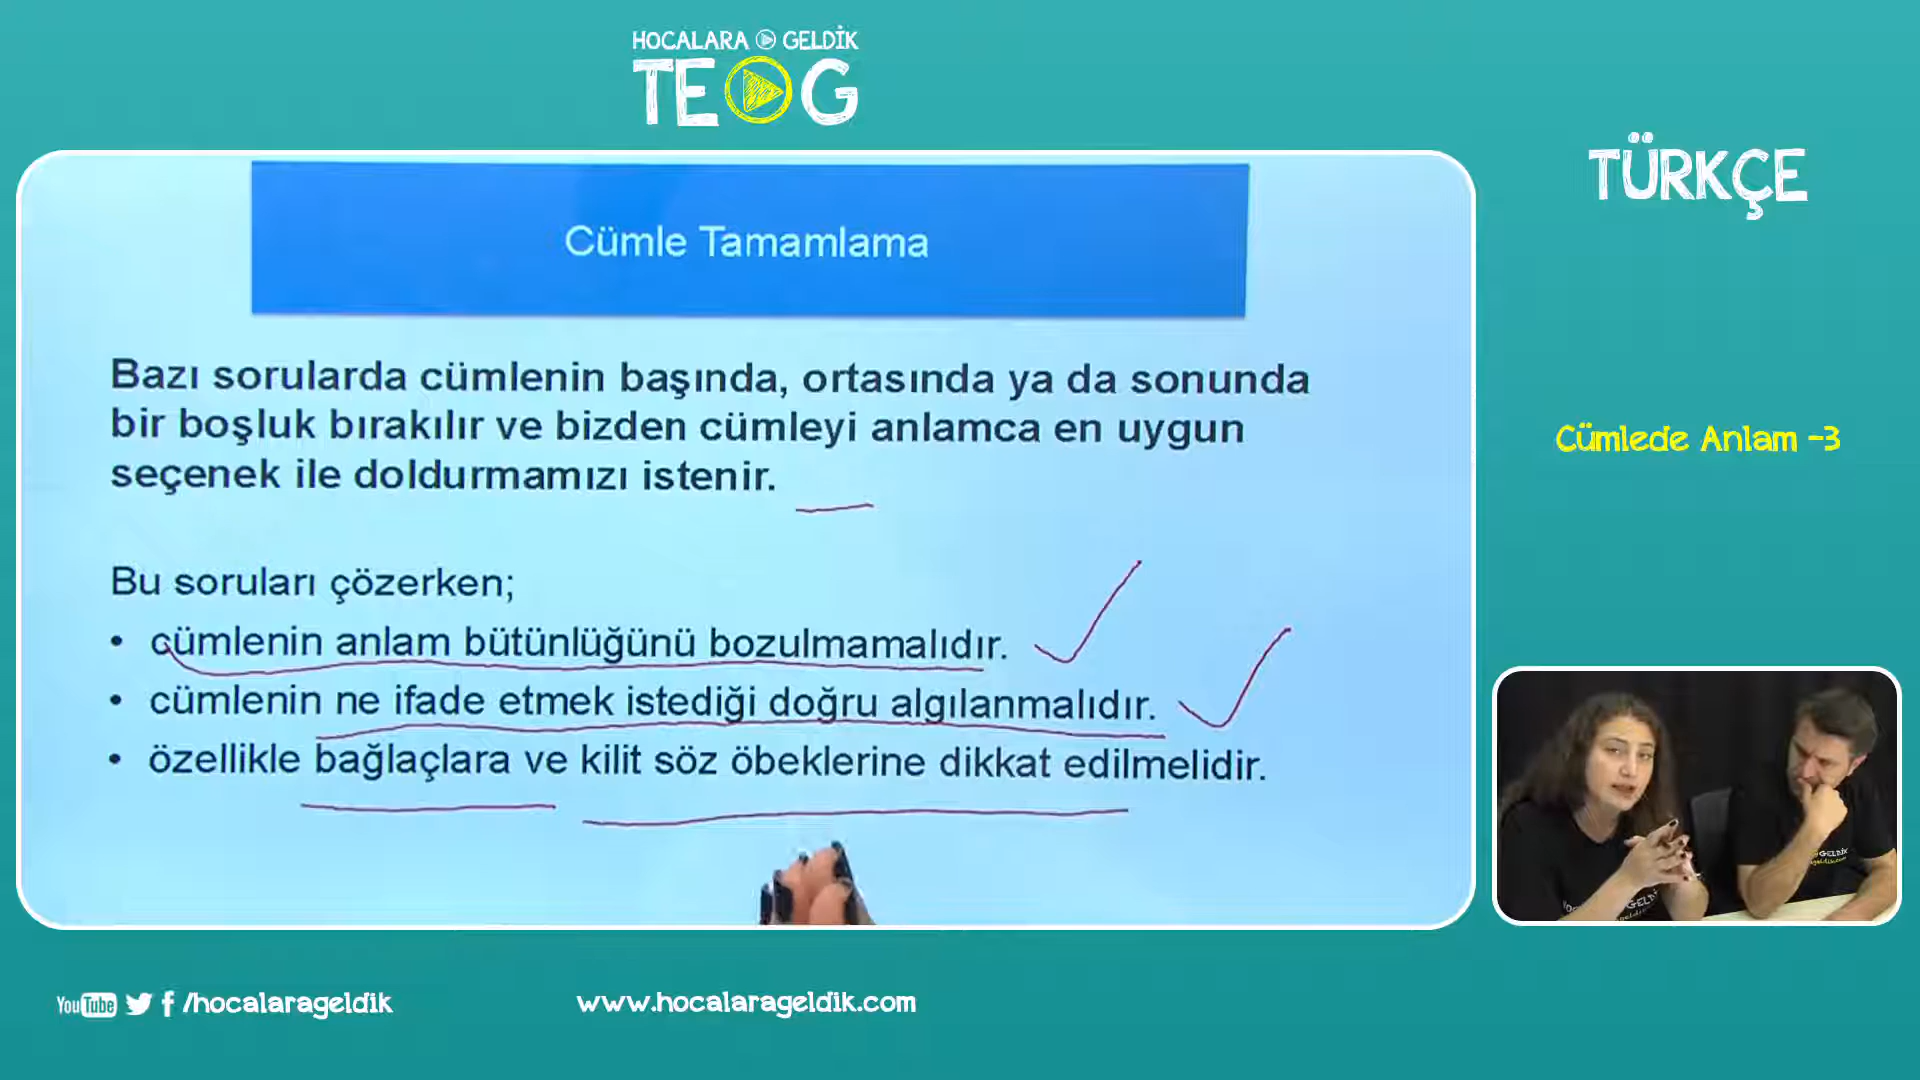 HOCALARA GELDİK
TEOG
TÜRKÇE
Cümlede Anlam -3
Cümle Tamamlama
Bazı sorularda cümlenin başında, ortasında ya da sonunda
bir boşluk bırakılır ve bizden cümleyi anlamca en uygun
seçenek ile doldurmamızı istenir.
Bu soruları çözerken;
• cümlenin anlam bütünlüğünü bozulmamalıdır.
• cümlenin ne ifade etmek istediği doğru algılanmalıdır.
• özellikle bağlaçlara ve kilit söz öbeklerine dikkat edilmelidir.
YouTube f /hocalarageldik
www.hocalarageldik.com